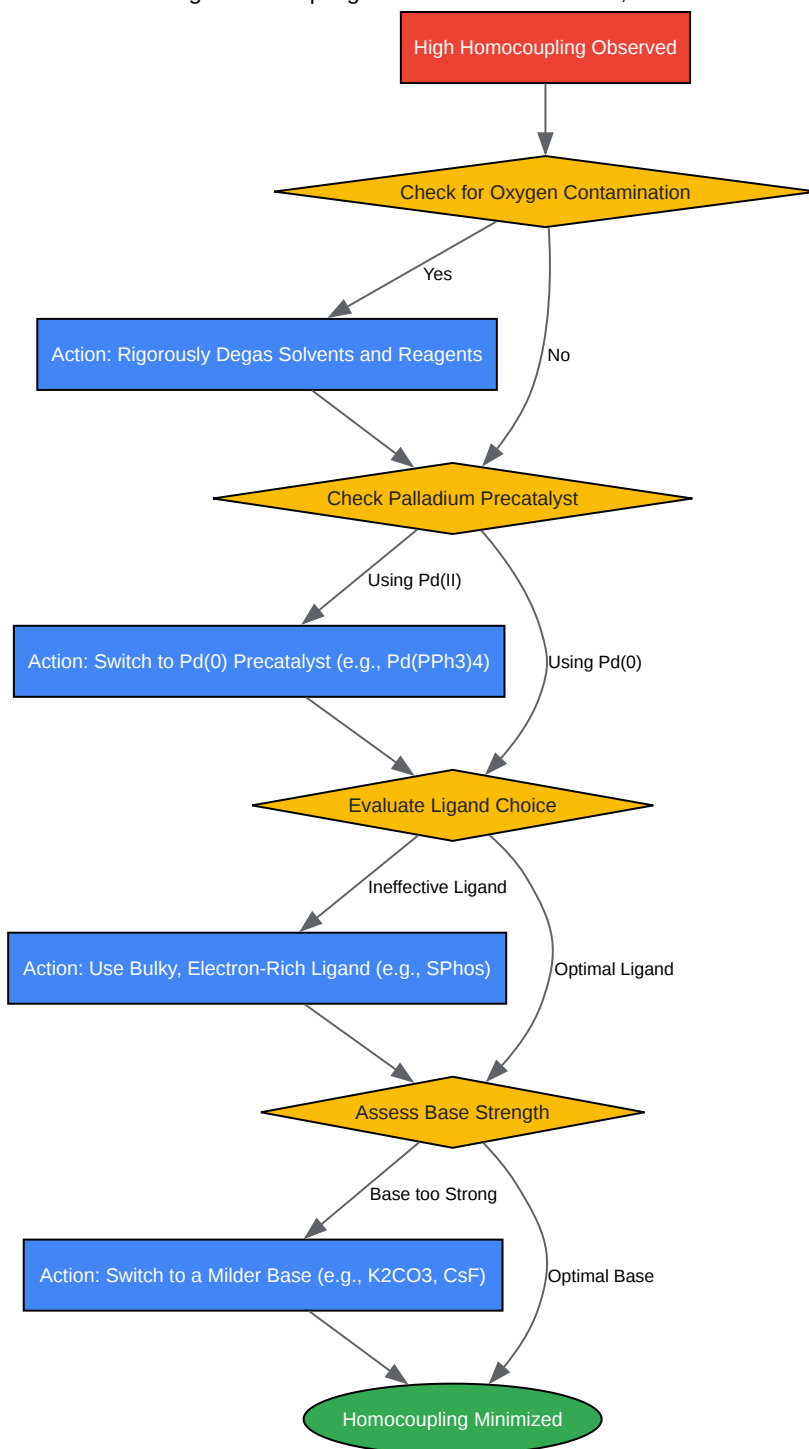 High Homocoupling Observed
Check for Oxygen Contamination
Yes
Action: Rigorously Degas Solvents and Reagents
No
Check Palladium Precatalyst
Using Pd(II)
Action: Switch to Pd(0) Precatalyst (e.g., Pd(PPh3)4)
Using Pd(0)
Evaluate Ligand Choice
Ineffective Ligand
Action: Use Bulky, Electron-Rich Ligand (e.g., SPhos)
Optimal Ligand
Assess Base Strength
Base too Strong
Action: Switch to a Milder Base (e.g., K2CO3, CsF)
Optimal Base
Homocoupling Minimized